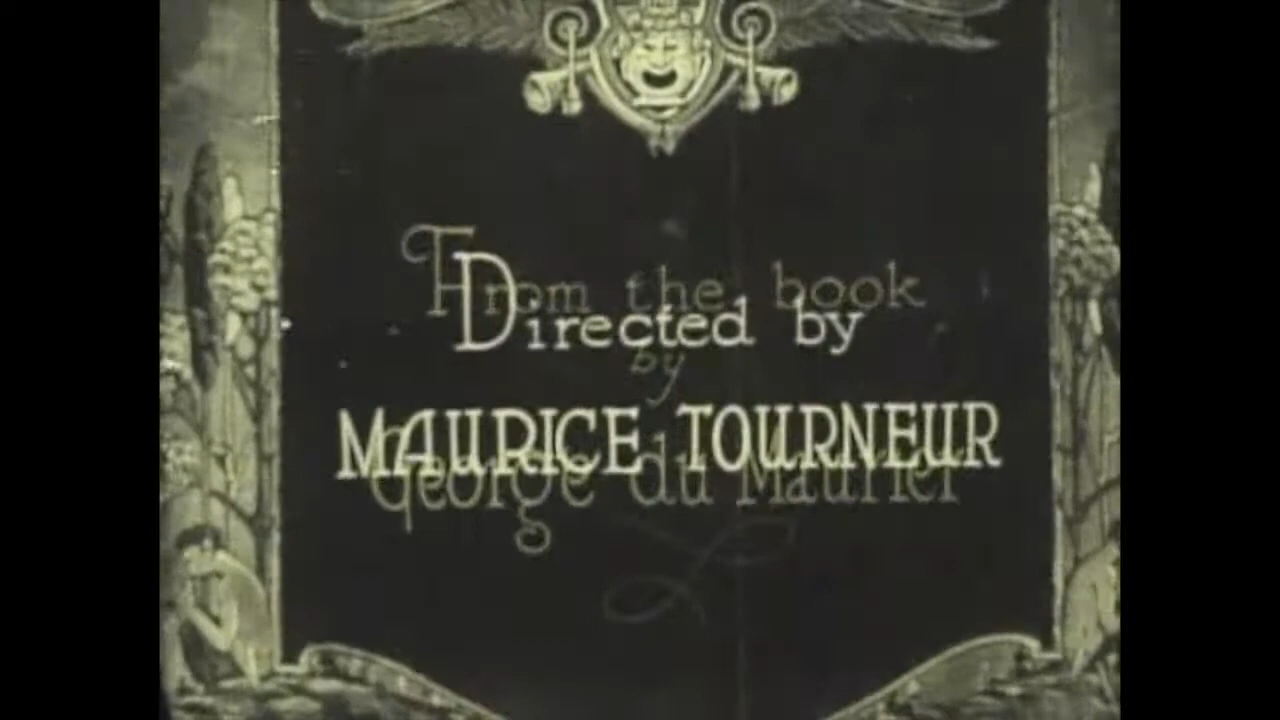 From the book
Directed by
by
MAURICE TOURNEUR
George du Maurier